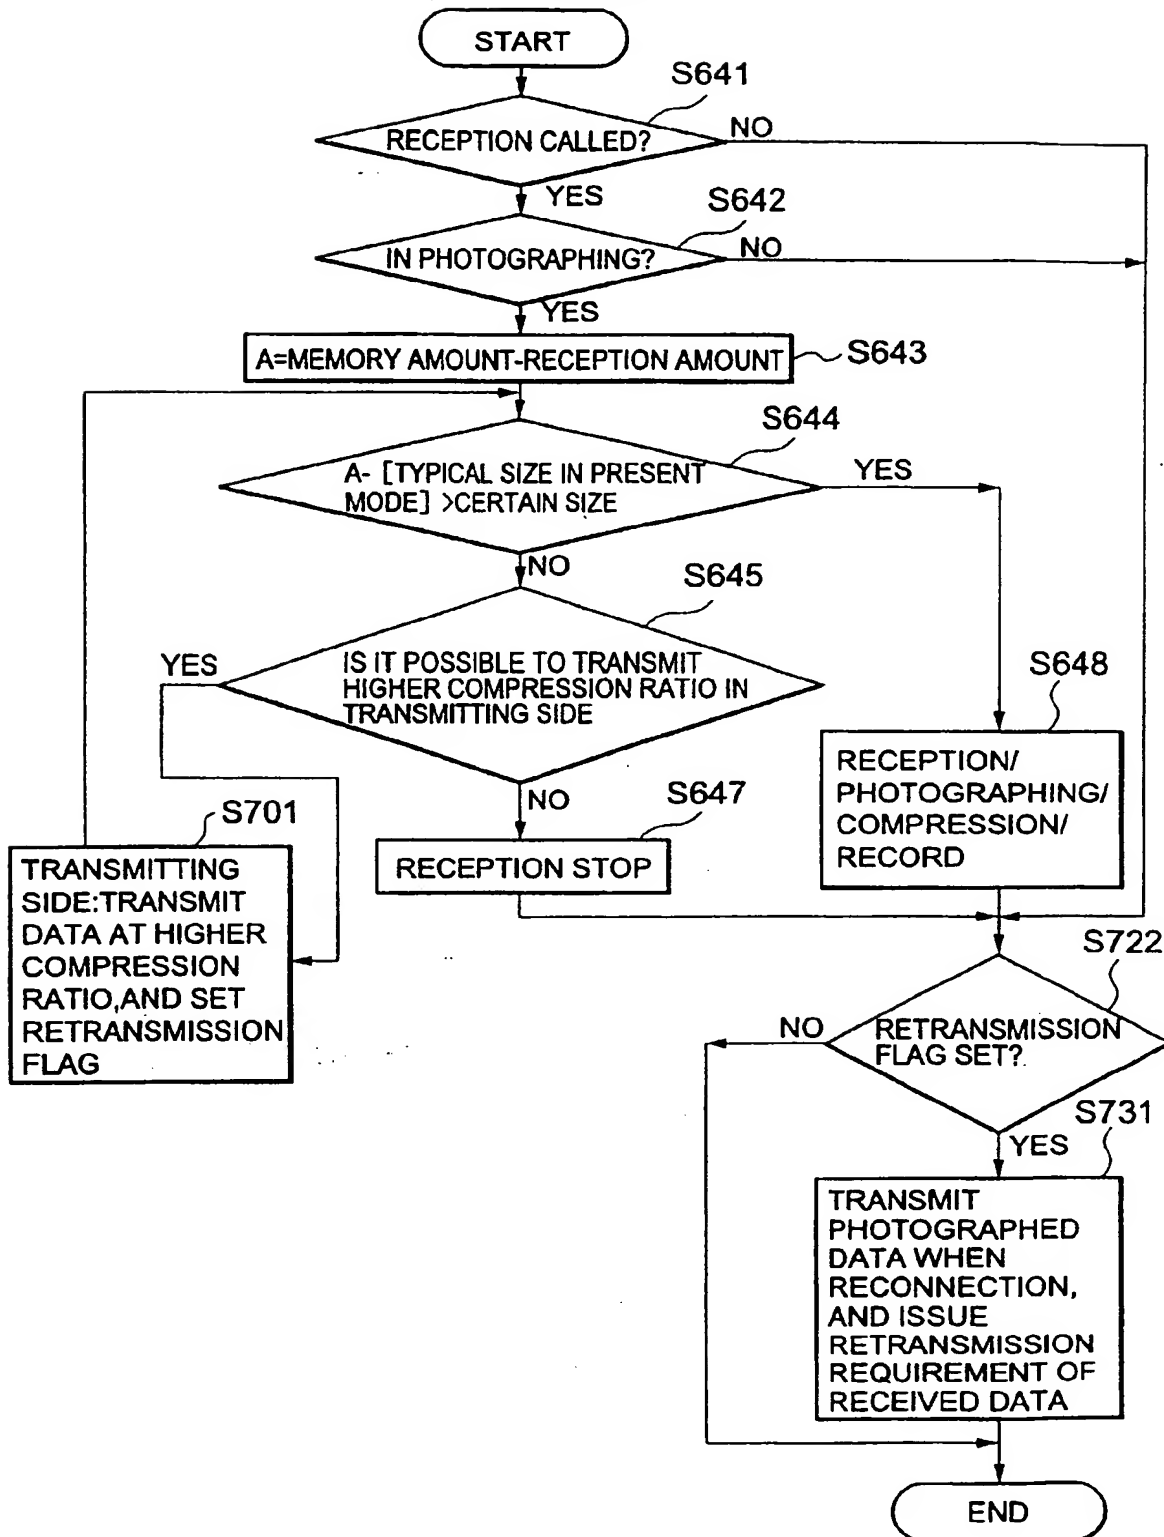 START
S641
RECEPTION CALLED?
NO
YES
S642
IN PHOTOGRAPHING?
NO
YES
A=MEMORY AMOUNT-RECEPTION AMOUNT
S643
S644
A- [TYPICAL SIZE IN PRESENT
MODE] >CERTAIN SIZE
YES
NO
S645
YES
IS IT POSSIBLE TO TRANSMIT
HIGHER COMPRESSION RATIO IN
TRANSMITTING SIDE
S648
NO
RECEPTION/
PHOTOGRAPHING/
COMPRESSION/
RECORD
S647
RECEPTION STOP
S701
TRANSMITTING
SIDE:TRANSMIT
DATA AT HIGHER
COMPRESSION
RATIO,AND SET
RETRANSMISSION
FLAG
S722
NO
RETRANSMISSION
FLAG SET?
S731
YES
TRANSMIT
PHOTOGRAPHED
DATA WHEN
RECONNECTION,
AND ISSUE
RETRANSMISSION
REQUIREMENT OF
RECEIVED DATA
END